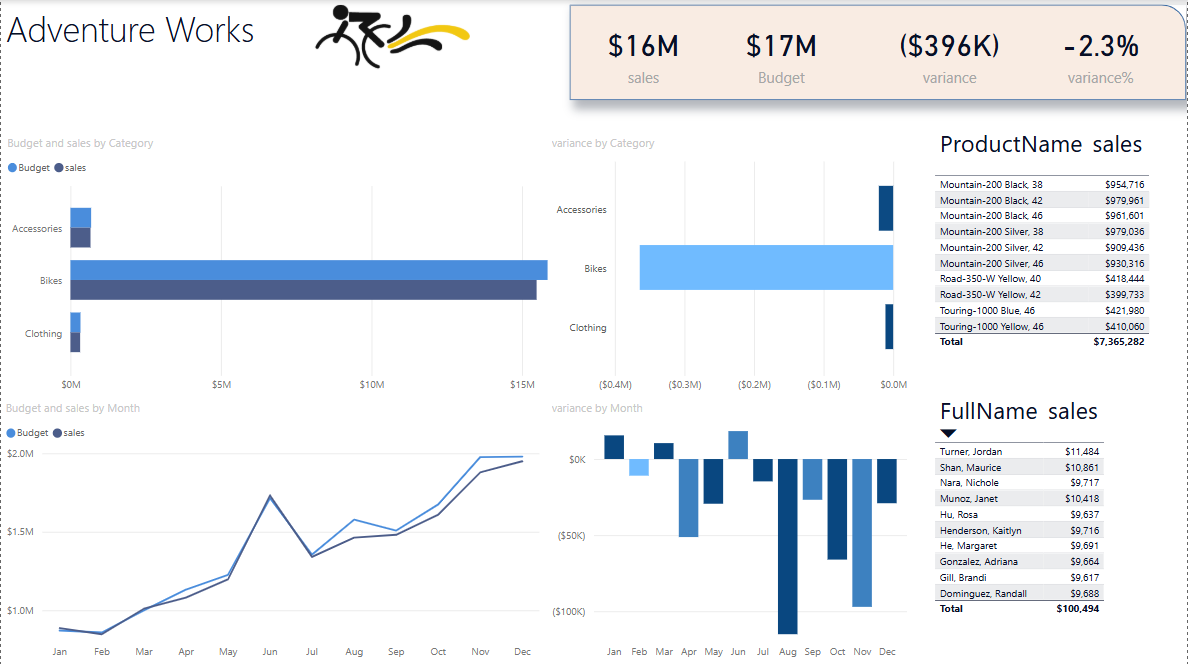 Adventure Works
$16M $17M ($396K) -2.3%
sales Budget variance variance%
Budget and sales by Category
Budget sales
Accessories
Bikes
Clothing
$0M $5M $10M $15M
variance by Category
Accessories
Bikes
Clothing
($0.4M) ($0.3M) ($0.2M) ($0.1M) $0.0M
ProductName sales
Mountain-200 Black, 38 $954,716
Mountain-200 Black, 42 $979,961
Mountain-200 Black, 46 $961,601
Mountain-200 Silver, 38 $979,036
Mountain-200 Silver, 42 $909,436
Mountain-200 Silver, 46 $930,316
Road-350-W Yellow, 40 $418,444
Road-350-W Yellow, 42 $399,733
Touring-1000 Blue, 46 $421,980
Touring-1000 Yellow, 46 $410,060
Total $7,365,282
Budget and sales by Month
Budget sales
$2.0M
$1.5M
$1.0M
Jan Feb Mar Apr May Jun Jul Aug Sep Oct Nov Dec
variance by Month
$0K
($50K)
($100K)
Jan Feb Mar Apr May Jun Jul Aug Sep Oct Nov Dec
FullName sales
Turner, Jordan $11,484
Shan, Maurice $10,861
Nara, Nichole $9,717
Munoz, Janet $10,418
Hu, Rosa $9,637
Henderson, Kaitlyn $9,716
He, Margaret $9,691
Gonzalez, Adriana $9,664
Gill, Brandi $9,617
Dominguez, Randall $9,688
Total $100,494